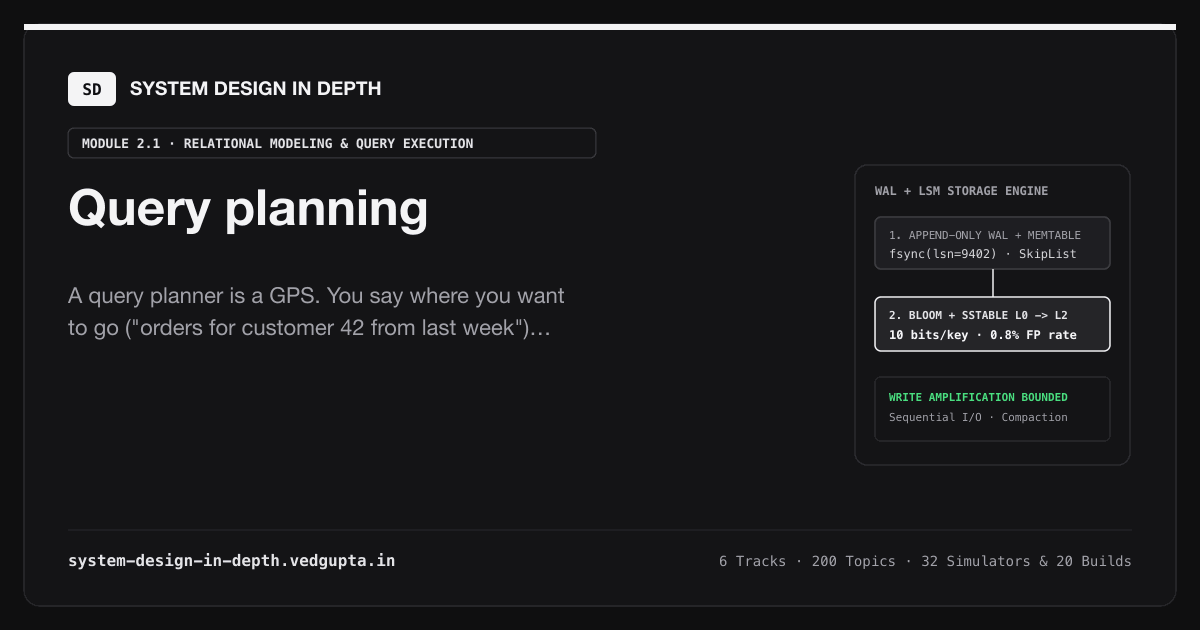 SD SYSTEM DESIGN IN DEPTH
MODULE 2.1 · RELATIONAL MODELING & QUERY EXECUTION
Query planning
A query planner is a GPS. You say where you want
to go ("orders for customer 42 from last week")...
WAL + LSM STORAGE ENGINE
1. APPEND-ONLY WAL + MEMTABLE
fsync(lsn=9402) · SkipList
2. BLOOM + SSTABLE L0 -> L2
10 bits/key · 0.8% FP rate
WRITE AMPLIFICATION BOUNDED
Sequential I/O · Compaction
system-design-in-depth.vedgupta.in
6 Tracks · 200 Topics · 32 Simulators & 20 Builds